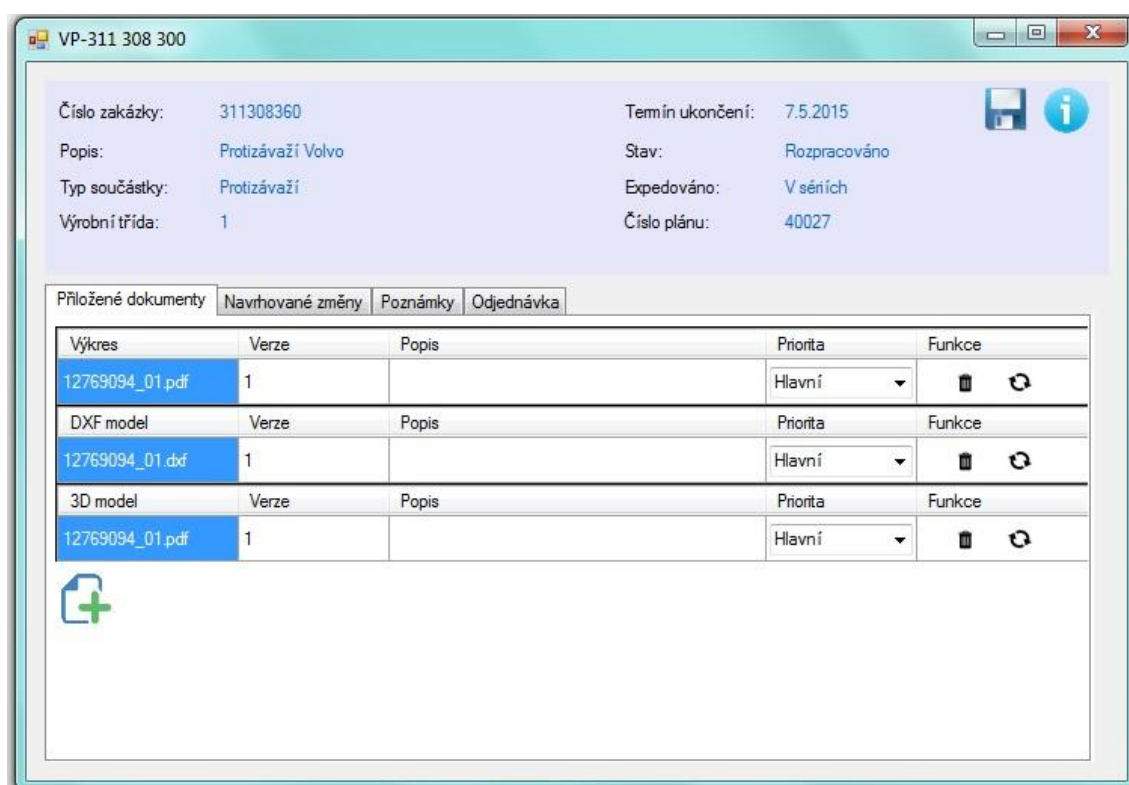 VP-311 308 300
Číslo zakázky: 311308360 Termín ukončení: 7.5.2015
Popis: Protizávaží Volvo Stav: Rozpracováno
Typ součástky: Protizávaží Expedováno: V sériích
Výrobní třída: 1 Číslo plánu: 40027
Přiložené dokumenty Navrhované změny Poznámky Odjednávka
Výkres Verze Popis Priorita Funkce
12769094_01.pdf 1 Hlavní
DXF model Verze Popis Priorita Funkce
12769094_01.dxf 1 Hlavní
3D model Verze Popis Priorita Funkce
12769094_01.pdf 1 Hlavní